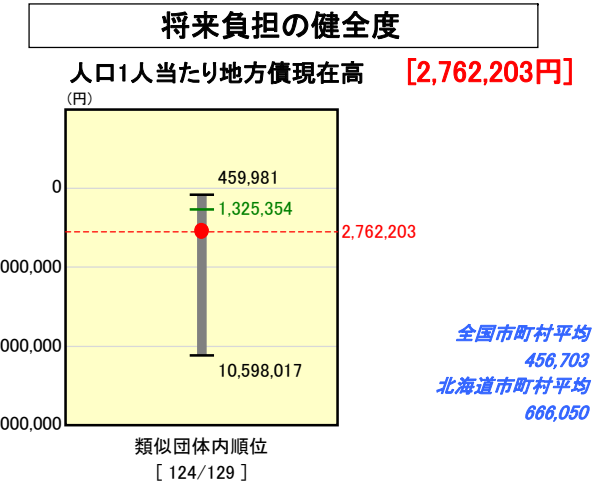 将来負担の健全度
人口1人当たり地方債現在高 [2,762,203円]
(円)
459,981
0
1,325,354
2,762,203
000,000
000,000
10,598,017
000,000
全国市町村平均
456,703
北海道市町村平均
666,050
類似団体内順位
[ 124/129 ]